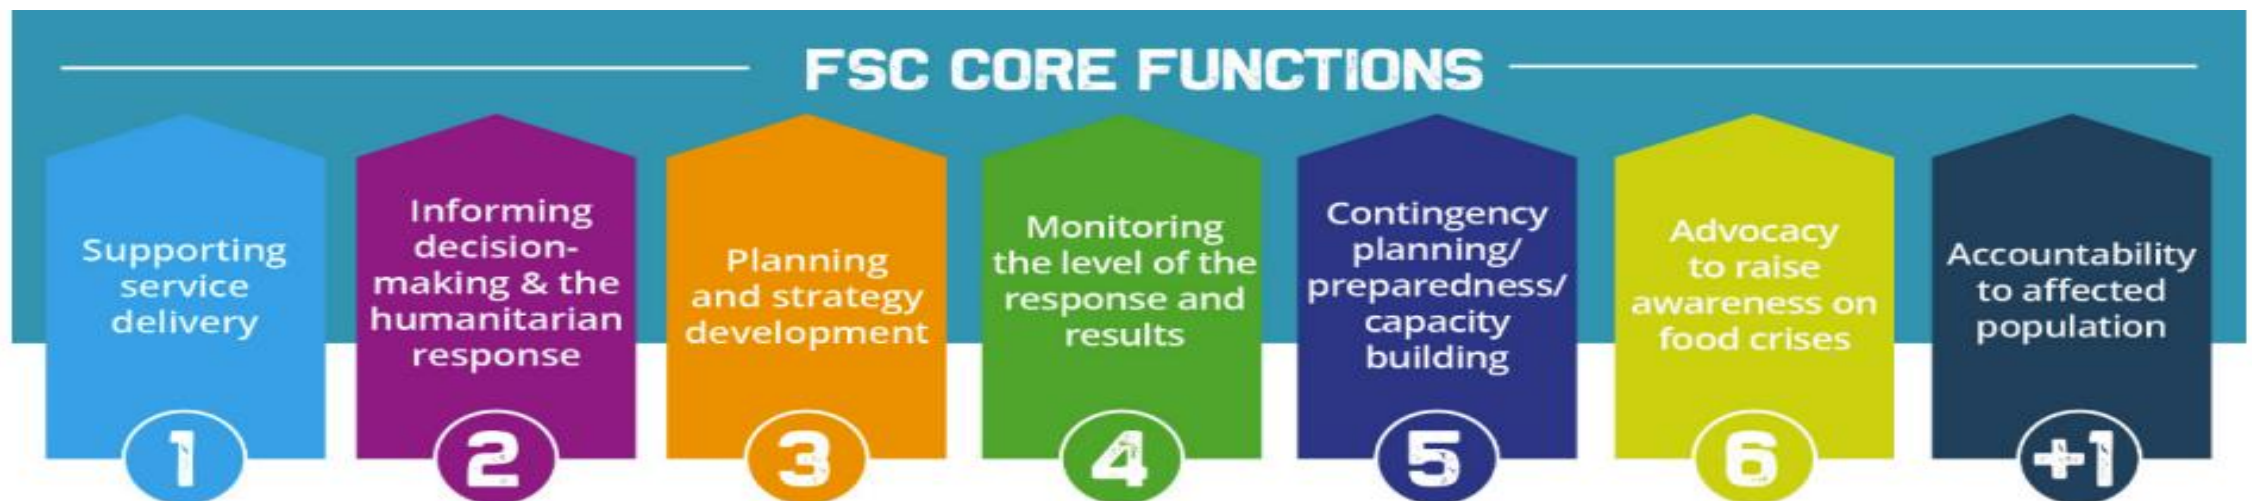 FSC CORE FUNCTIONS
Supporting
service
delivery
1
Informing
decision-
making & the
humanitarian
response
2
Planning
and strategy
development
3
Monitoring
the level of the
response and
results
4
Contingency
planning/
preparedness/
capacity
building
5
Advocacy
to raise
awareness on
food crises
6
Accountability
to affected
population
+1